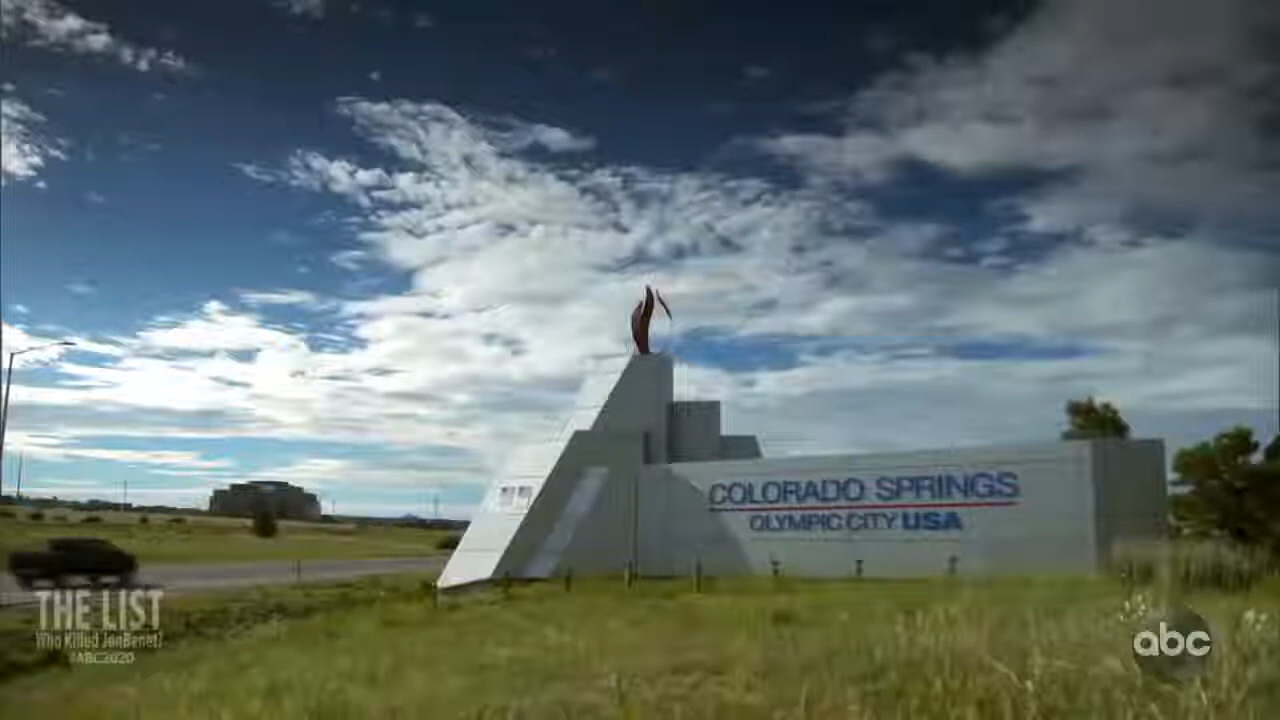 COLORADO SPRINGS
OLYMPIC CITY USA
THE LIST
Who Killed JonBenet?
#ABC2020
abc